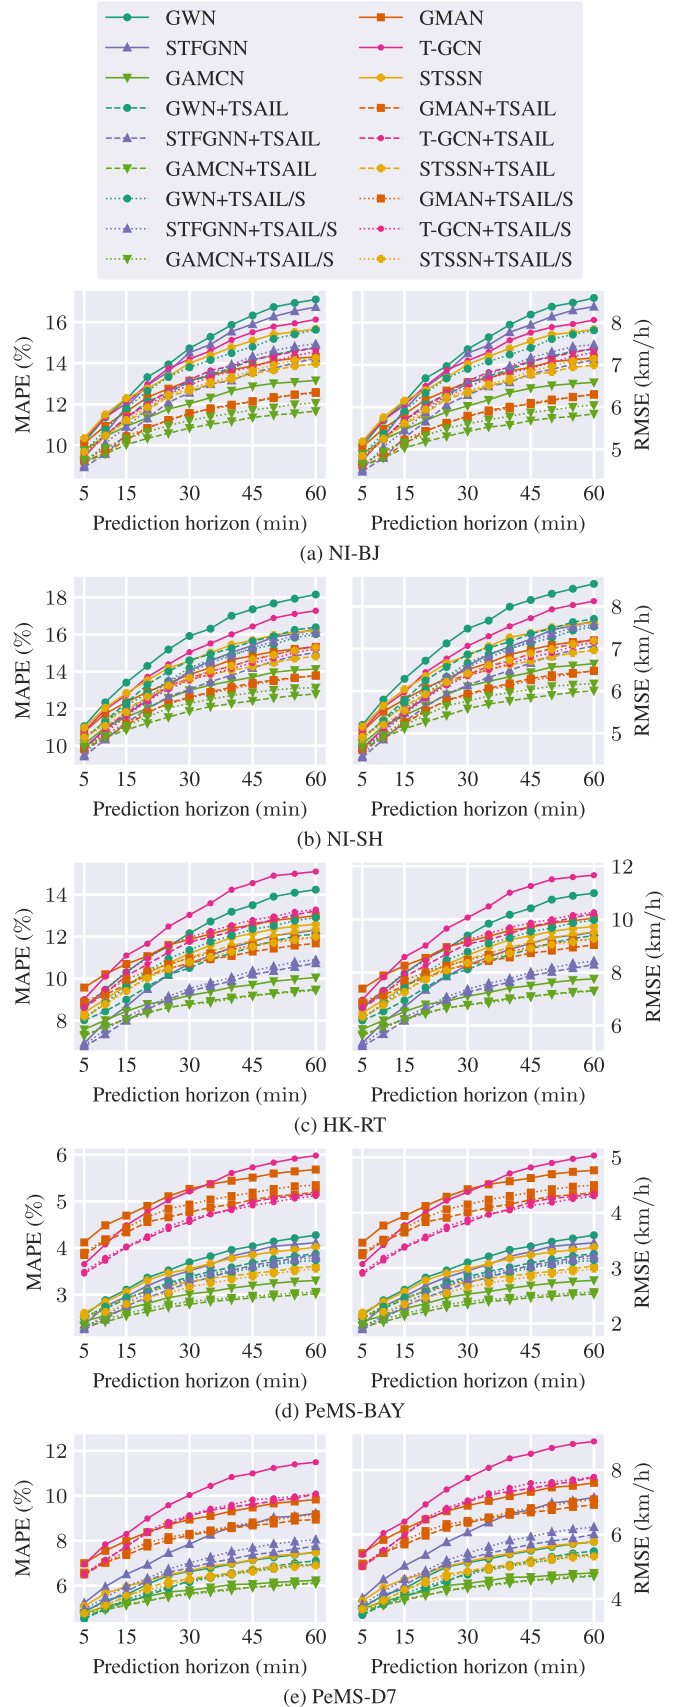 GWN GMAN
STFGNN T-GCN
GAMCN STSSN
GWN+TSAIL GMAN+TSAIL
STFGNN+TSAIL T-GCN+TSAIL
GAMCN+TSAIL STSSN+TSAIL
GWN+TSAIL/S GMAN+TSAIL/S
STFGNN+TSAIL/S T-GCN+TSAIL/S
GAMCN+TSAIL/S STSSN+TSAIL/S
MAPE (%)
16
14
12
10
5 15 30 45 60
Prediction horizon (min)
RMSE (km/h)
8
7
6
5
5 15 30 45 60
Prediction horizon (min)
(a) NI-BJ
MAPE (%)
18
16
14
12
10
5 15 30 45 60
Prediction horizon (min)
RMSE (km/h)
8
7
6
5
5 15 30 45 60
Prediction horizon (min)
(b) NI-SH
MAPE (%)
14
12
10
8
5 15 30 45 60
Prediction horizon (min)
RMSE (km/h)
12
10
8
6
5 15 30 45 60
Prediction horizon (min)
(c) HK-RT
MAPE (%)
6
5
4
3
5 15 30 45 60
Prediction horizon (min)
RMSE (km/h)
5
4
3
2
5 15 30 45 60
Prediction horizon (min)
(d) PeMS-BAY
MAPE (%)
12
10
8
6
5 15 30 45 60
Prediction horizon (min)
RMSE (km/h)
8
6
4
5 15 30 45 60
Prediction horizon (min)
(e) PeMS-D7